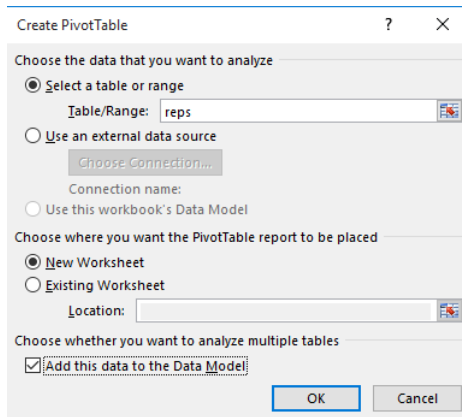 Create PivotTable ? ×
Choose the data that you want to analyze
Select a table or range
Table/Range: reps
Use an external data source
Choose Connection...
Connection name:
Use this workbook's Data Model
Choose where you want the PivotTable report to be placed
New Worksheet
Existing Worksheet
Location:
Choose whether you want to analyze multiple tables
Add this data to the Data Model
OK Cancel